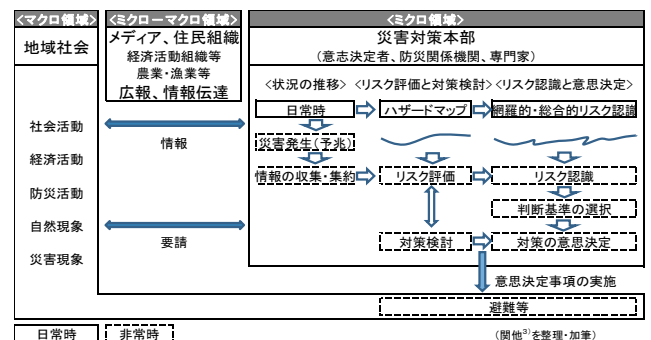 <マクロ領域>
<ミクローマクロ領域>
<ミクロ領域>
地域社会
メディア、住民組織
経済活動組織等
農業・漁業等
広報、情報伝達
災害対策本部
(意志決定者、防災関係機関、専門家)
<状況の推移> <リスク評価と対策検討> <リスク認識と意思決定>
日常時
ハザードマップ
網羅的・総合的リスク認識
災害発生(予兆)
情報の収集・集約
リスク評価
リスク認識
判断基準の選択
対策検討
対策の意思決定
社会活動
経済活動
防災活動
自然現象
災害現象
情報
要請
意思決定事項の実施
避難等
日常時
非常時
(関他3)を整理・加筆)